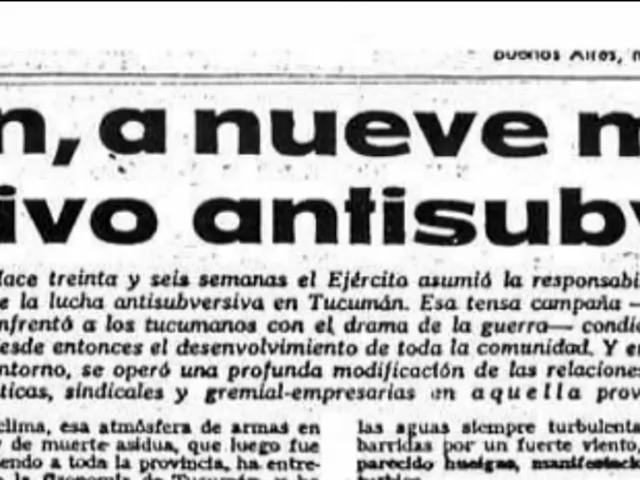 Buenos Aires,
n, a nueve m
ivo antisubv
Hace treinta y seis semanas el Ejército asumió la responsabi
e la lucha antisubversiva en Tucumán. Esa tensa campaña —
nfrentó a los tucumanos con el drama de la guerra— condi
esde entonces el desenvolvimiento de toda la comunidad. Y e
ntorno, se operó una profunda modificación de las relaciones
ticas, sindicales y gremial-empresarias en aquella prov
clima, esa atmósfera de armas en
y de muerte asidua, que luego fue
endo a toda la provincia, ha entre-
las aguas siempre turbulenta
barridas por un fuerte viento,
parecido huelgas, manifestac